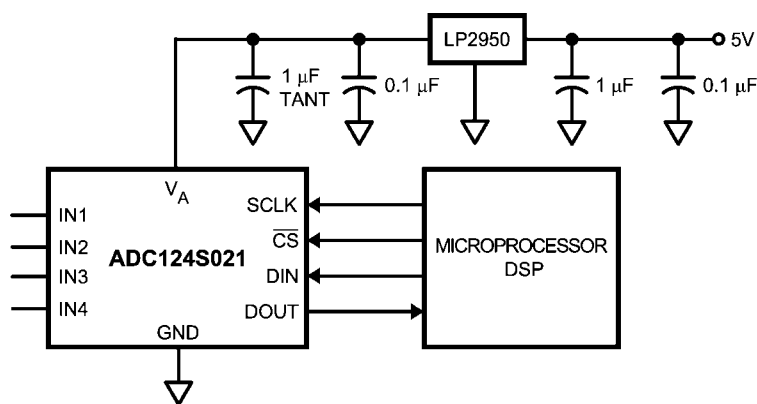 LP2950
5V
1 µF
TANT
0.1 µF
1 µF
0.1 µF
V_A
IN1
IN2
IN3
IN4
ADC124S021
SCLK
C̅S̅
DIN
DOUT
GND
MICROPROCESSOR
DSP